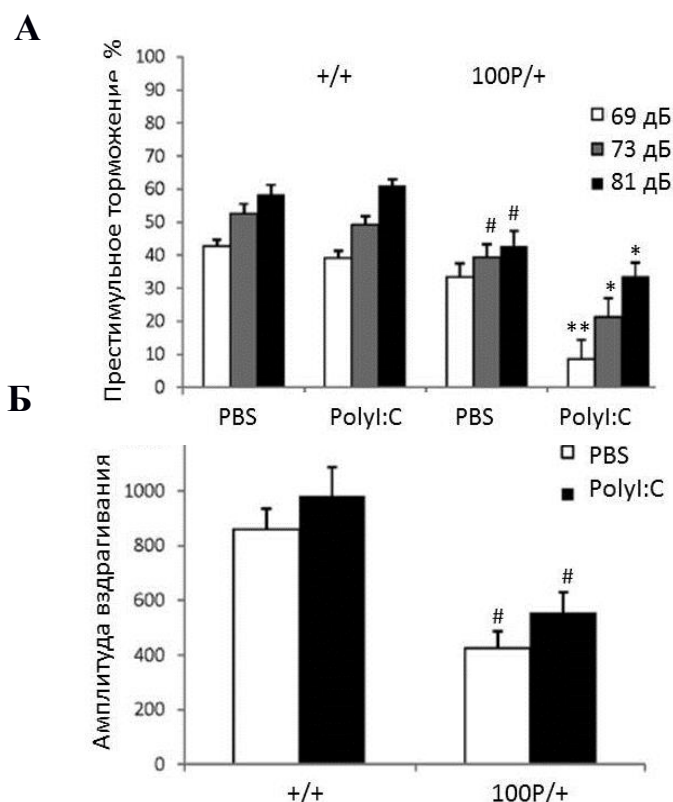 А
Престимульное торможение %
100
90
80
70
60
50
40
30
20
10
0
+/+
100P/+
69 дБ
73 дБ
81 дБ
# #
** * *
PBS PolyI:C PBS PolyI:C
Б
Амплитуда вздрагивания
1000
800
600
400
200
0
PBS
PolyI:C
# #
+/+ 100P/+